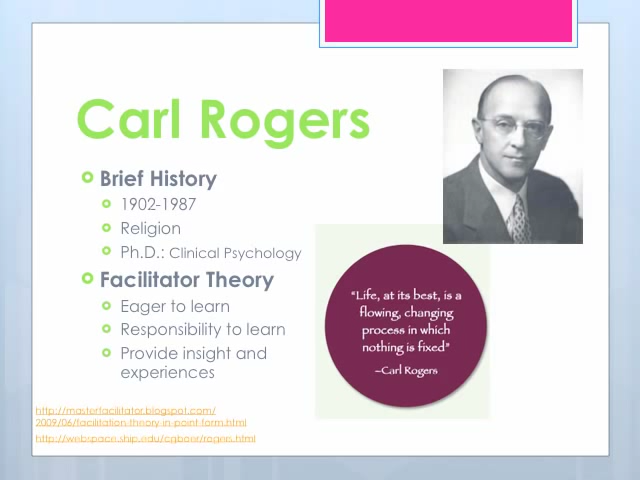 Carl Rogers
Brief History
1902-1987
Religion
Ph.D.: Clinical Psychology
Facilitator Theory
Eager to learn
Responsibility to learn
Provide insight and
experiences
“Life, at its best, is a
flowing, changing
process in which
nothing is fixed”
–Carl Rogers
http://masterfacilitator.blogspot.com/
2009/06/facilitation-theory-in-point-form.html
http://webspace.ship.edu/cgboer/rogers.html